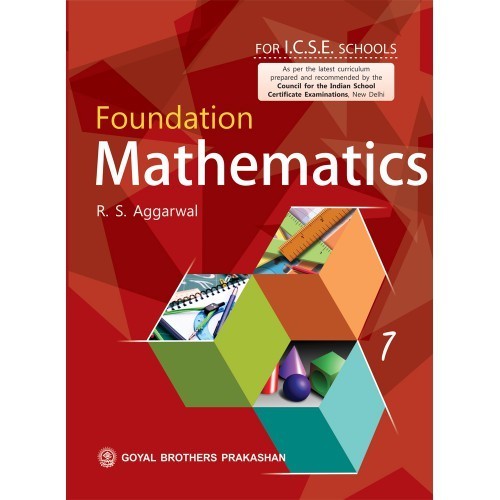 FOR I.C.S.E. SCHOOLS
As per the latest curriculum
prepared and recommended by the
Council for the Indian School
Certificate Examinations, New Delhi
Foundation
Mathematics
R. S. Aggarwal
7
GOYAL BROTHERS PRAKASHAN